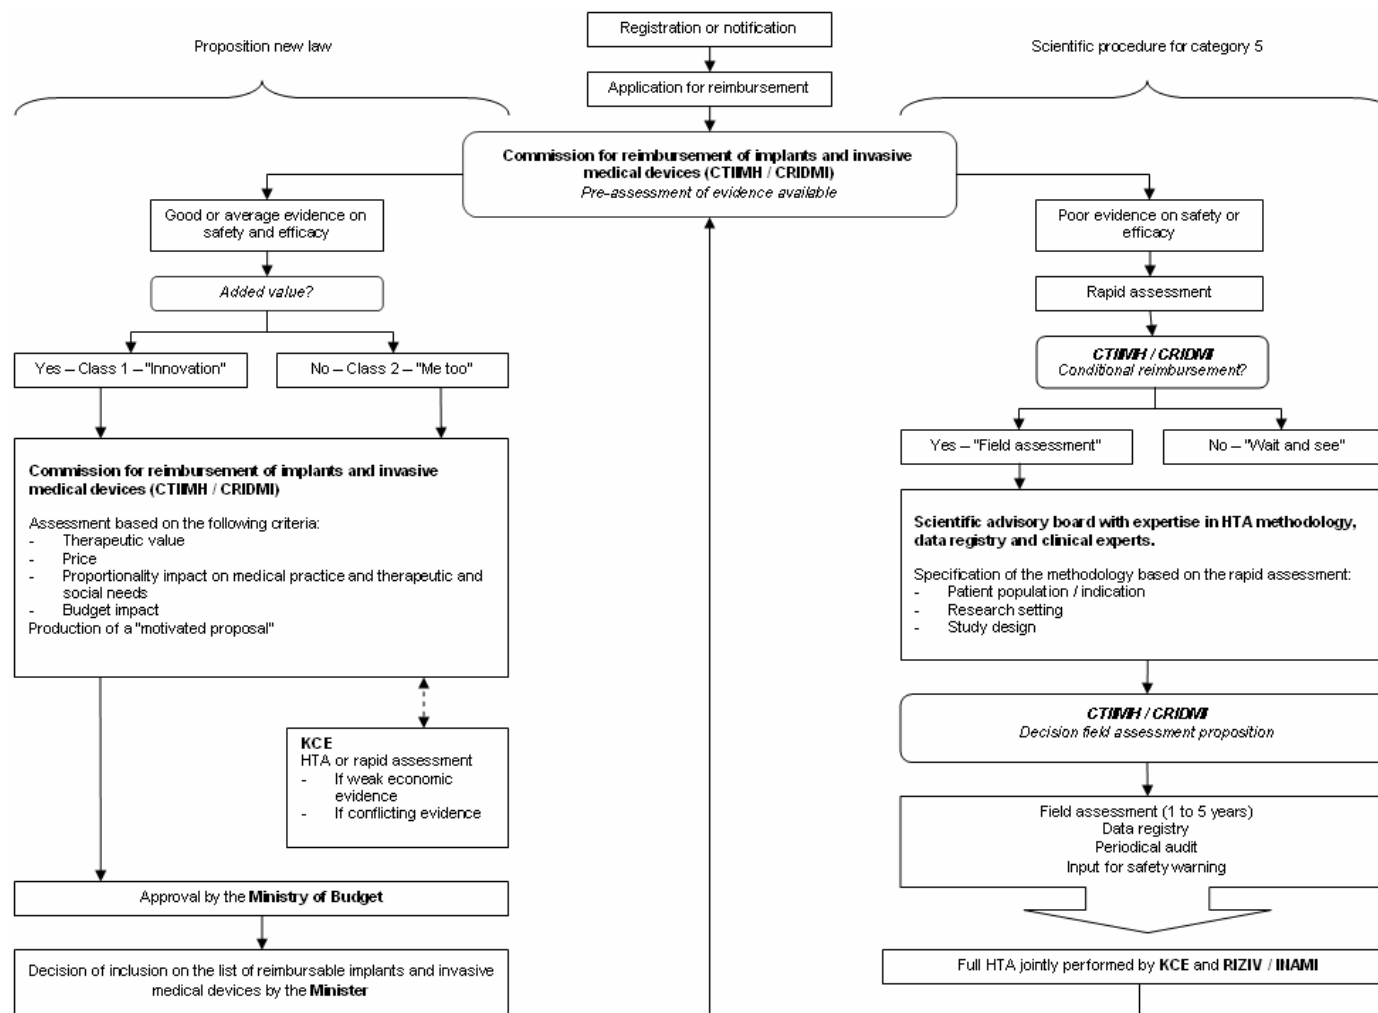 Registration or notification
Proposition new law
Scientific procedure for category 5
Application for reimbursement
Commission for reimbursement of implants and invasive
medical devices (CTIIMH / CRIDMI)
Pre-assessment of evidence available
Good or average evidence on
safety and efficacy
Added value?
Yes – Class 1 – "Innovation"
No – Class 2 – "Me too"
Commission for reimbursement of implants and invasive
medical devices (CTIIMH / CRIDMI)
Assessment based on the following criteria:
- Therapeutic value
- Price
- Proportionality impact on medical practice and therapeutic and
social needs
- Budget impact
Production of a "motivated proposal"
KCE
HTA or rapid assessment
- If weak economic
evidence
- If conflicting evidence
Approval by the Ministry of Budget
Decision of inclusion on the list of reimbursable implants and invasive
medical devices by the Minister
Poor evidence on safety or
efficacy
Rapid assessment
CTIIMH / CRIDMI
Conditional reimbursement?
Yes – "Field assessment"
No – "Wait and see"
Scientific advisory board with expertise in HTA methodology,
data registry and clinical experts.
Specification of the methodology based on the rapid assessment:
- Patient population / indication
- Research setting
- Study design
CTIIMH / CRIDMI
Decision field assessment proposition
Field assessment (1 to 5 years)
Data registry
Periodical audit
Input for safety warning
Full HTA jointly performed by KCE and RIZIV / INAMI